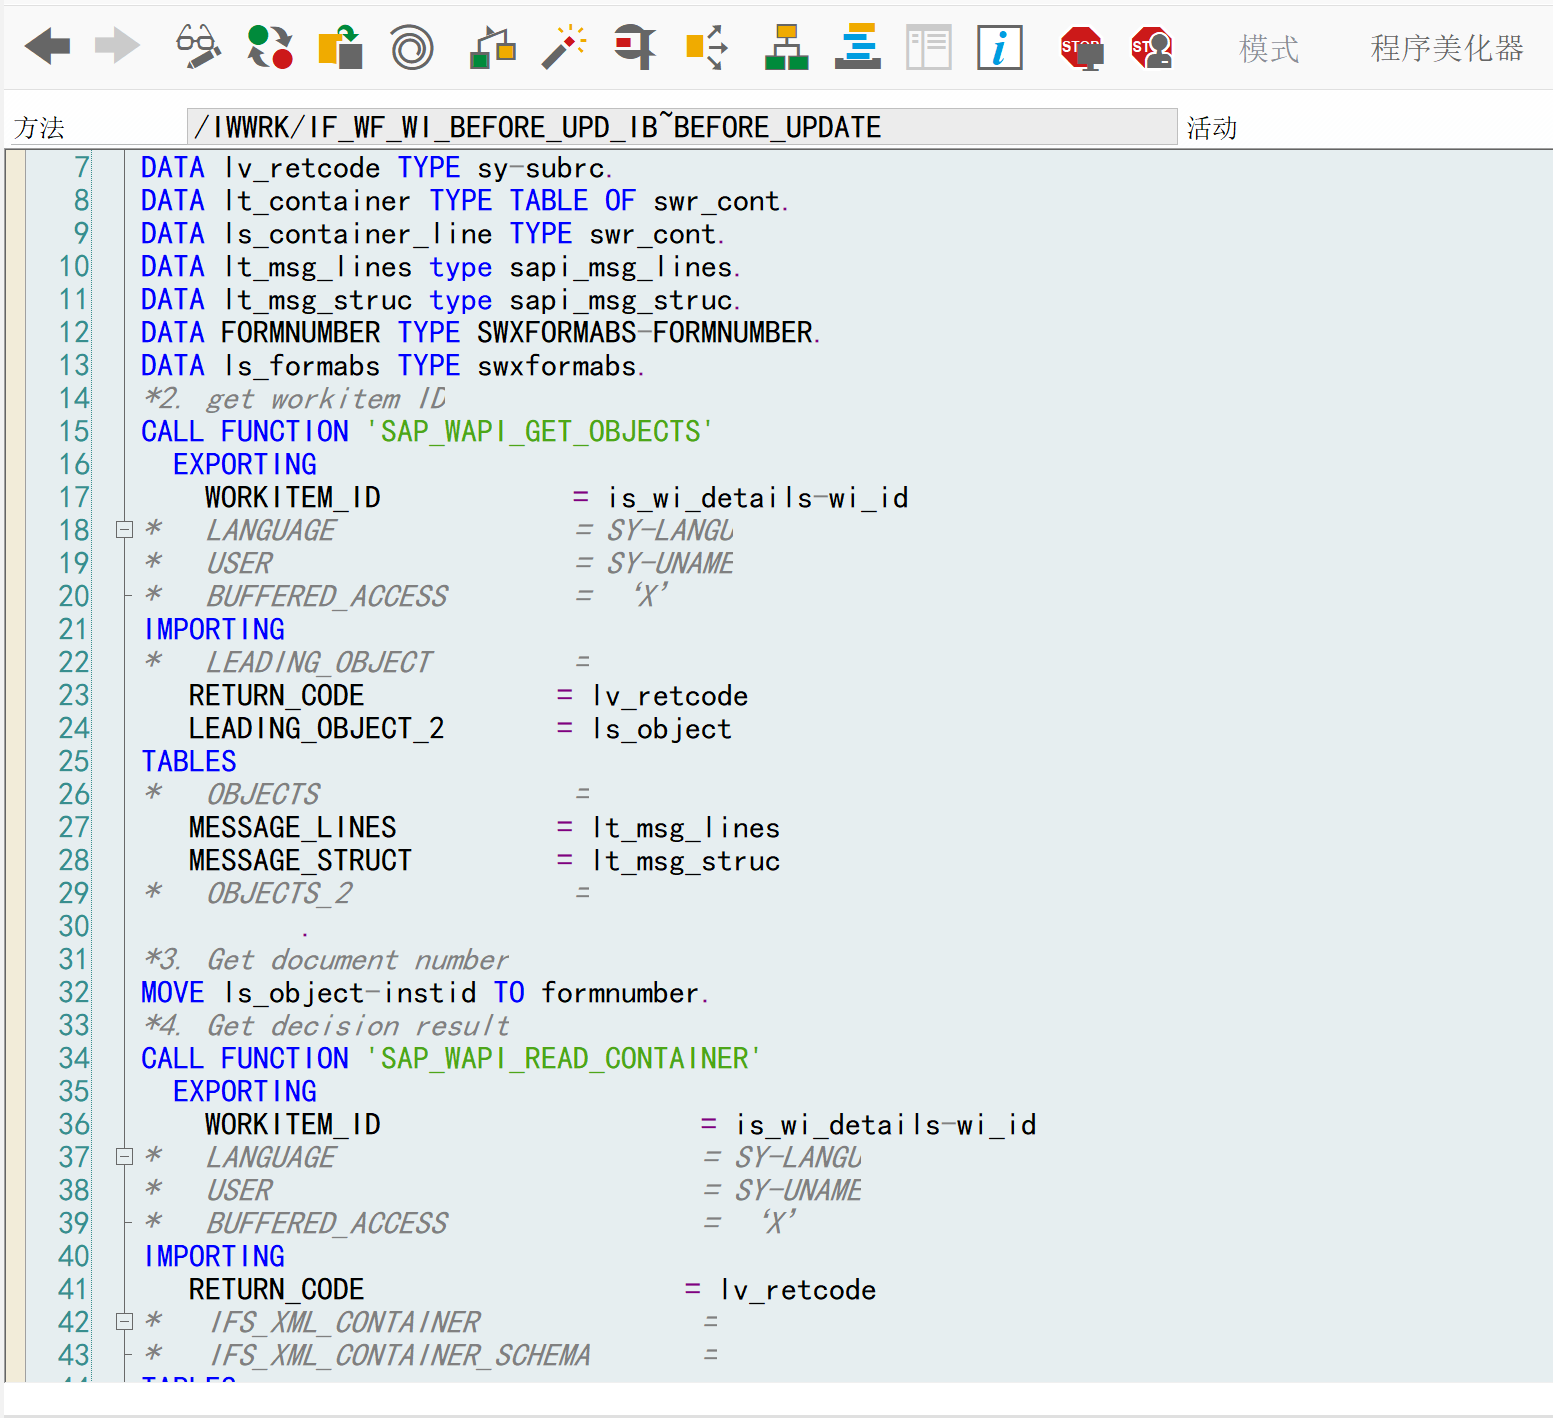 STOP
ST
模式
程序美化器
方法 /IWWRK/IF_WF_WI_BEFORE_UPD_IB~BEFORE_UPDATE 活动
7 DATA lv_retcode TYPE sy-subrc.
8 DATA lt_container TYPE TABLE OF swr_cont.
9 DATA ls_container_line TYPE swr_cont.
10 DATA lt_msg_lines type sapi_msg_lines.
11 DATA lt_msg_struc type sapi_msg_struc.
12 DATA FORMNUMBER TYPE SWXFORMABS-FORMNUMBER.
13 DATA ls_formabs TYPE swxformabs.
14 *2. get workitem ID
15 CALL FUNCTION 'SAP_WAPI_GET_OBJECTS'
16 EXPORTING
17 WORKITEM_ID = is_wi_details-wi_id
18 * LANGUAGE = SY-LANGU
19 * USER = SY-UNAME
20 * BUFFERED_ACCESS = ‘X’
21 IMPORTING
22 * LEADING_OBJECT =
23 RETURN_CODE = lv_retcode
24 LEADING_OBJECT_2 = ls_object
25 TABLES
26 * OBJECTS =
27 MESSAGE_LINES = lt_msg_lines
28 MESSAGE_STRUCT = lt_msg_struc
29 * OBJECTS_2 =
30 .
31 *3. Get document number
32 MOVE ls_object-instid TO formnumber.
33 *4. Get decision result
34 CALL FUNCTION 'SAP_WAPI_READ_CONTAINER'
35 EXPORTING
36 WORKITEM_ID = is_wi_details-wi_id
37 * LANGUAGE = SY-LANGU
38 * USER = SY-UNAME
39 * BUFFERED_ACCESS = ‘X’
40 IMPORTING
41 RETURN_CODE = lv_retcode
42 * IFS_XML_CONTAINER =
43 * IFS_XML_CONTAINER_SCHEMA =